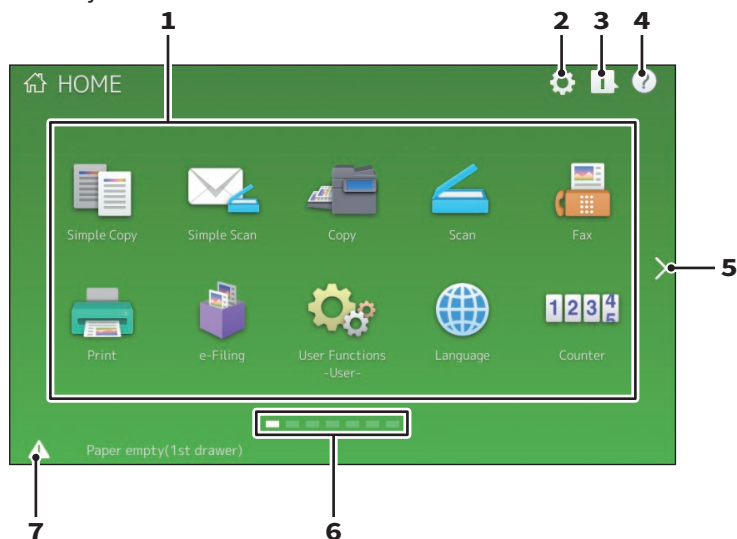 1
2
3
4
HOME
Simple Copy
Simple Scan
Copy
Scan
Fax
5
Print
e-Filing
User Functions
-User-
Language
Counter
Paper empty(1st drawer)
7
6